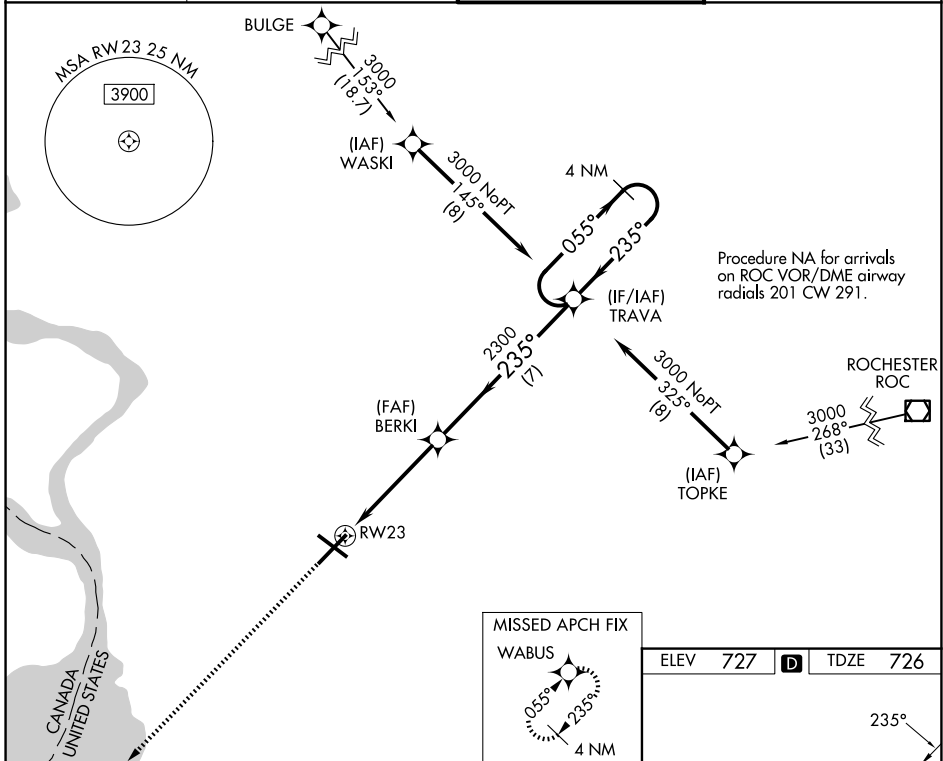 BULGE
MSA RW23 25 NM
3900
3000
153°
(18.7)
(IAF)
WASKI
3000 NoPT
145°
(8)
4 NM
055°
235°
Procedure NA for arrivals
on ROC VOR/DME airway
radials 201 CW 291.
(IF/IAF)
TRAVA
2300
235°
(7)
3000 NoPT
325°
(8)
ROCHESTER
ROC
3000
268°
(33)
(FAF)
BERKI
(IAF)
TOPKE
RW23
MISSED APCH FIX
WABUS
055°
235°
4 NM
ELEV 727 D TDZE 726
235°
CANADA
UNITED STATES